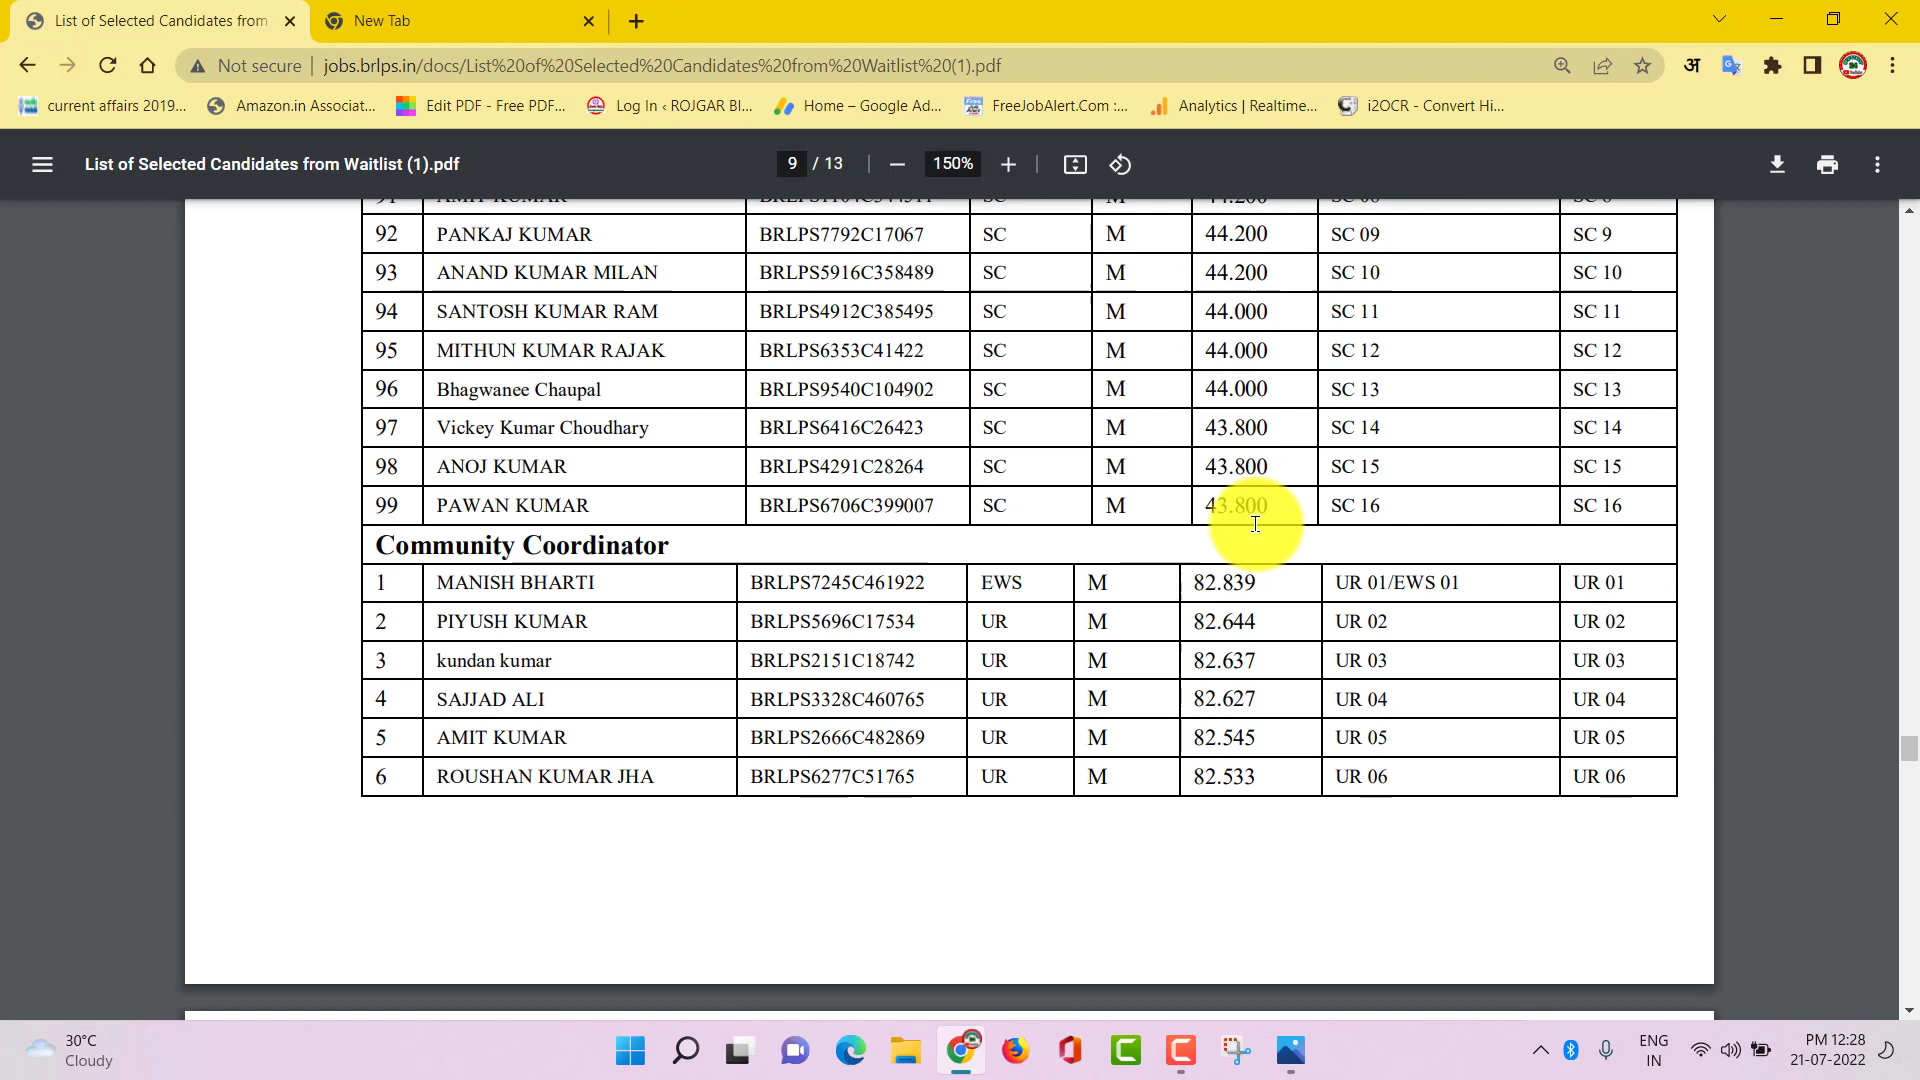 List of Selected Candidates from
New Tab
Not secure | jobs.brlps.in/docs/List%20of%20Selected%20Candidates%20from%20Waitlist%20(1).pdf
अ
current affairs 2019... Amazon.in Associat... Edit PDF - Free PDF... Log In ‹ ROJGAR BI... Home – Google Ad... FreeJobAlert.Com :... Analytics | Realtime... i2OCR - Convert Hi...
List of Selected Candidates from Waitlist (1).pdf 9 / 13 150%
92 PANKAJ KUMAR BRLPS7792C17067 SC M 44.200 SC 09 SC 9
93 ANAND KUMAR MILAN BRLPS5916C358489 SC M 44.200 SC 10 SC 10
94 SANTOSH KUMAR RAM BRLPS4912C385495 SC M 44.000 SC 11 SC 11
95 MITHUN KUMAR RAJAK BRLPS6353C41422 SC M 44.000 SC 12 SC 12
96 Bhagwanee Chaupal BRLPS9540C104902 SC M 44.000 SC 13 SC 13
97 Vickey Kumar Choudhary BRLPS6416C26423 SC M 43.800 SC 14 SC 14
98 ANOJ KUMAR BRLPS4291C28264 SC M 43.800 SC 15 SC 15
99 PAWAN KUMAR BRLPS6706C399007 SC M 43.800 SC 16 SC 16
Community Coordinator
1 MANISH BHARTI BRLPS7245C461922 EWS M 82.839 UR 01/EWS 01 UR 01
2 PIYUSH KUMAR BRLPS5696C17534 UR M 82.644 UR 02 UR 02
3 kundan kumar BRLPS2151C18742 UR M 82.637 UR 03 UR 03
4 SAJJAD ALI BRLPS3328C460765 UR M 82.627 UR 04 UR 04
5 AMIT KUMAR BRLPS2666C482869 UR M 82.545 UR 05 UR 05
6 ROUSHAN KUMAR JHA BRLPS6277C51765 UR M 82.533 UR 06 UR 06
30°C
Cloudy
ENG
IN
PM 12:28
21-07-2022